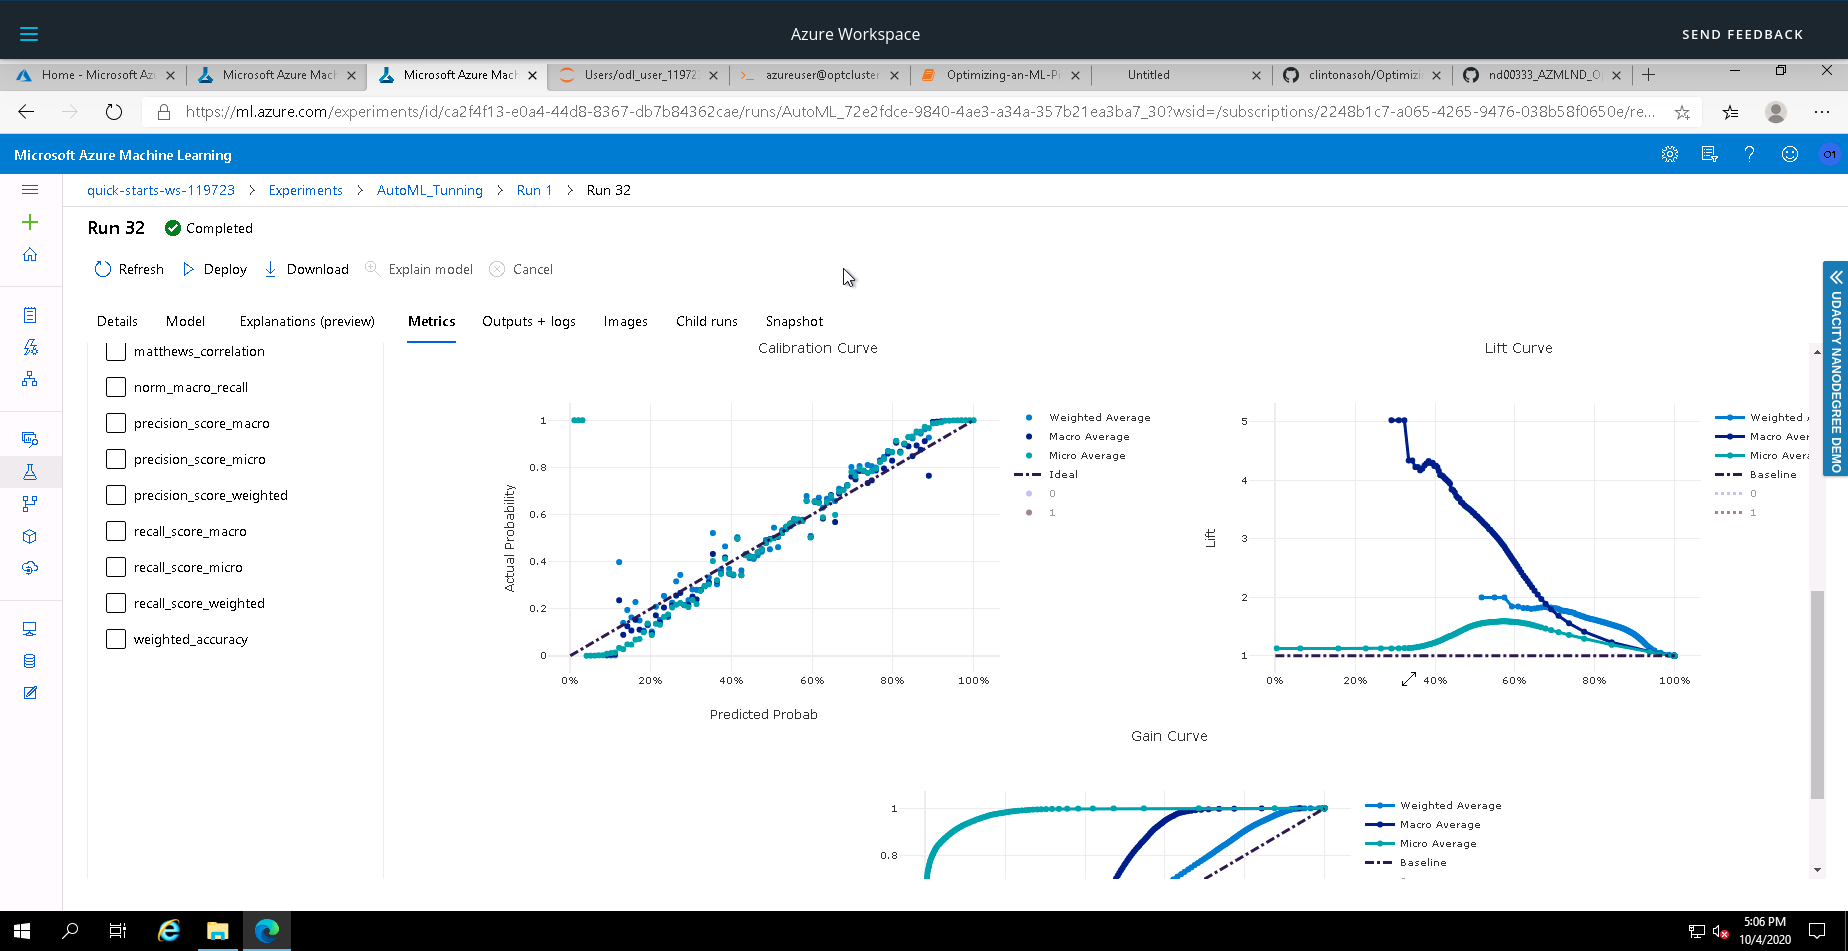 Azure Workspace
SEND FEEDBACK
Home - Microsoft Azu
Microsoft Azure Mach
Microsoft Azure Mach
Users/odl_user_11972
azureuser@optcluster
Optimizing-an-ML-Pi
Untitled
clintonasoh/Optimizi
nd00333_AZMLND_O
https://ml.azure.com/experiments/id/ca2f4f13-e0a4-44d8-8367-db7b84362cae/runs/AutoML_72e2fdce-9840-4ae3-a34a-357b21ea3ba7_30?wsid=/subscriptions/2248b1c7-a065-4265-9476-038b58f0650e/re...
Microsoft Azure Machine Learning
O1
quick-starts-ws-119723 > Experiments > AutoML_Tunning > Run 1 > Run 32
Run 32 Completed
Refresh Deploy Download Explain model Cancel
Details Model Explanations (preview) Metrics Outputs + logs Images Child runs Snapshot
matthews_correlation
norm_macro_recall
precision_score_macro
precision_score_micro
precision_score_weighted
recall_score_macro
recall_score_micro
recall_score_weighted
weighted_accuracy
Calibration Curve
1
0.8
0.6
0.4
0.2
0
Actual Probability
0% 20% 40% 60% 80% 100%
Predicted Probab
Weighted Average
Macro Average
Micro Average
Ideal
0
1
Lift Curve
5
4
3
2
1
Lift
0% 20% 40% 60% 80% 100%
Weighted
Macro Aver
Micro Avera
Baseline
0
1
Gain Curve
1
0.8
Weighted Average
Macro Average
Micro Average
Baseline
UDACITY NANODEGREE DEMO
5:06 PM
10/4/2020